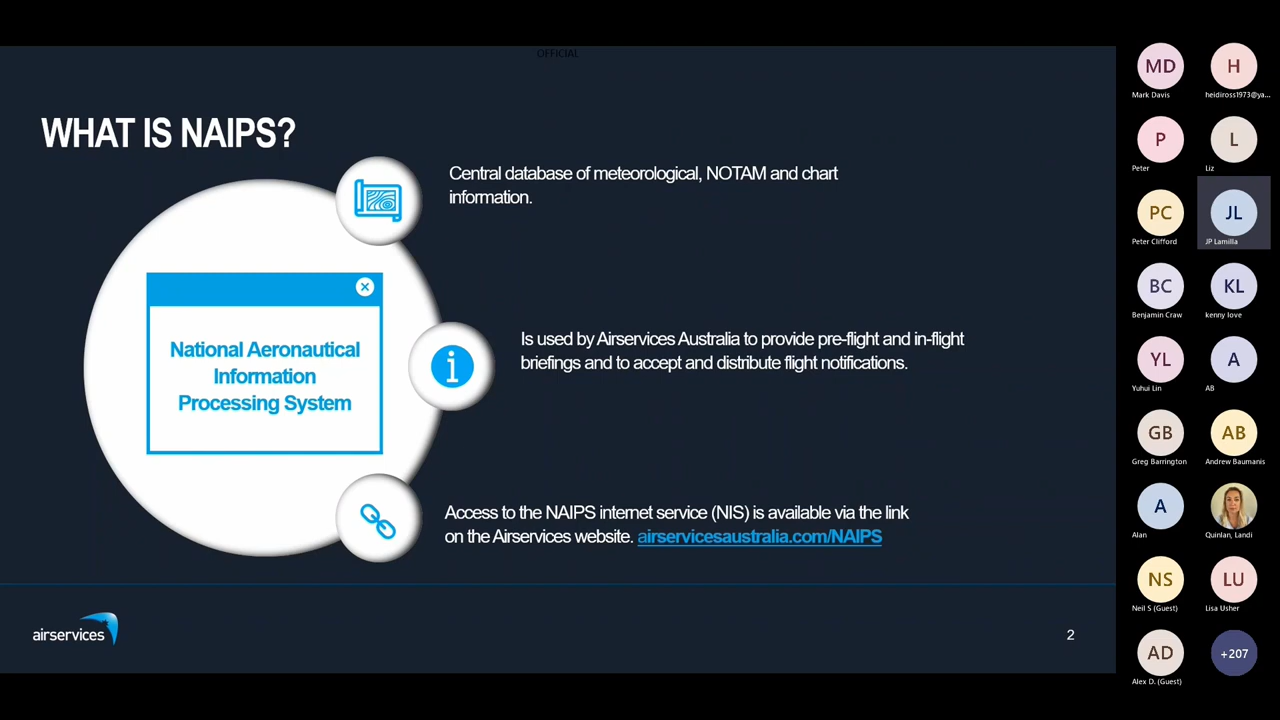 OFFICIAL
WHAT IS NAIPS?
Central database of meteorological, NOTAM and chart
information.
National Aeronautical
Information
Processing System
Is used by Airservices Australia to provide pre-flight and in-flight
briefings and to accept and distribute flight notifications.
Access to the NAIPS internet service (NIS) is available via the link
on the Airservices website. airservicesaustralia.com/NAIPS
airservices
2
MD
Mark Davis
H
heidiross1973@ya...
P
Peter
L
Liz
PC
Peter Clifford
JL
JP Lamilla
BC
Benjamin Craw
KL
kenny love
YL
Yuhui Lin
A
AB
GB
Greg Barrington
AB
Andrew Baumanis
A
Alan
Quinlan, Landi
NS
Neil S (Guest)
LU
Lisa Usher
AD
Alex D. (Guest)
+207